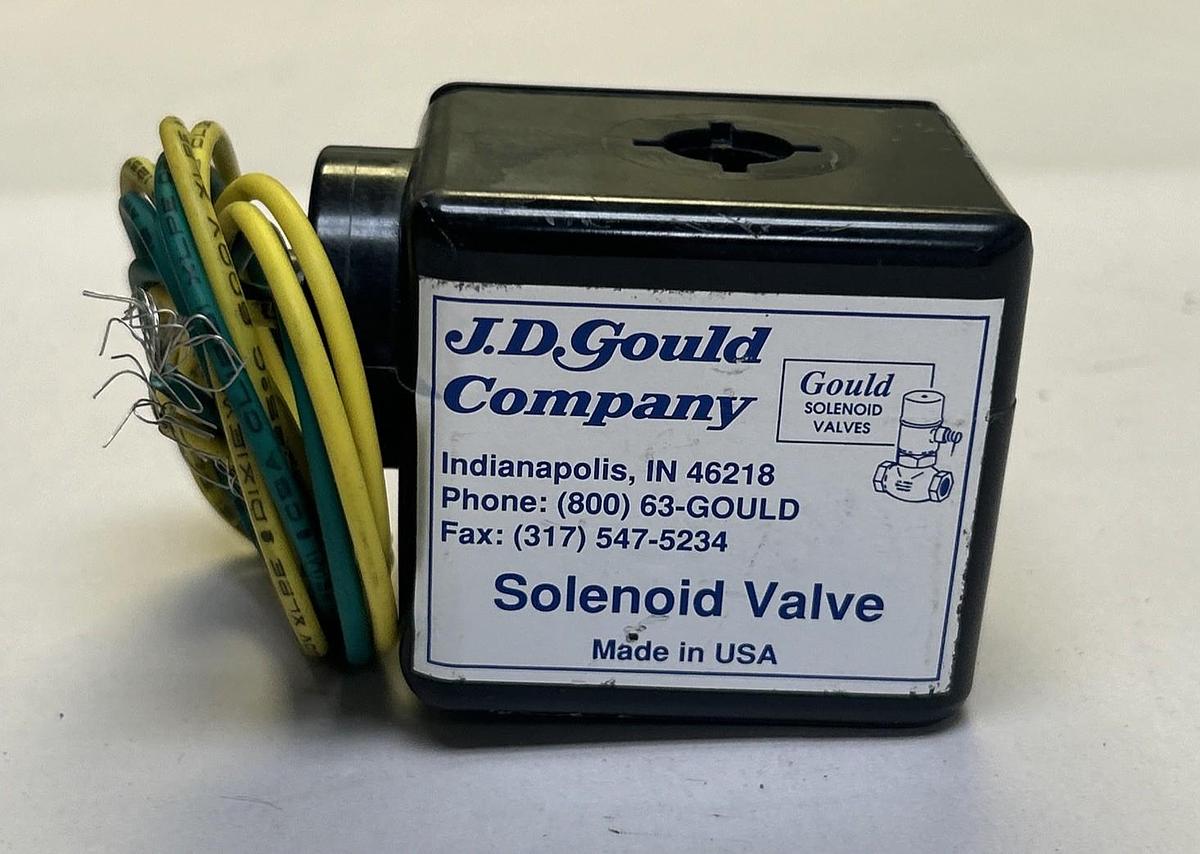 J.D.Gould
Company
Gould
SOLENOID
VALVES
Indianapolis, IN 46218
Phone: (800) 63-GOULD
Fax: (317) 547-5234
Solenoid Valve
Made in USA